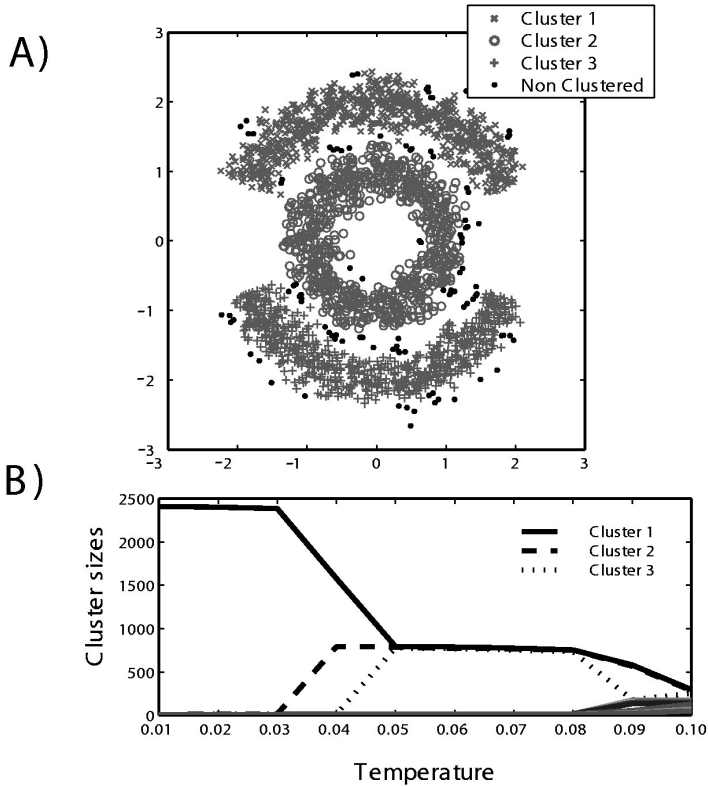 A)
Cluster 1
Cluster 2
Cluster 3
Non Clustered
3
2
1
0
−1
−2
−3
−3 −2 −1 0 1 2 3
B)
2500
2000
1500
1000
500
0
Cluster sizes
Cluster 1
Cluster 2
Cluster 3
0.01 0.02 0.03 0.04 0.05 0.06 0.07 0.08 0.09 0.10
Temperature